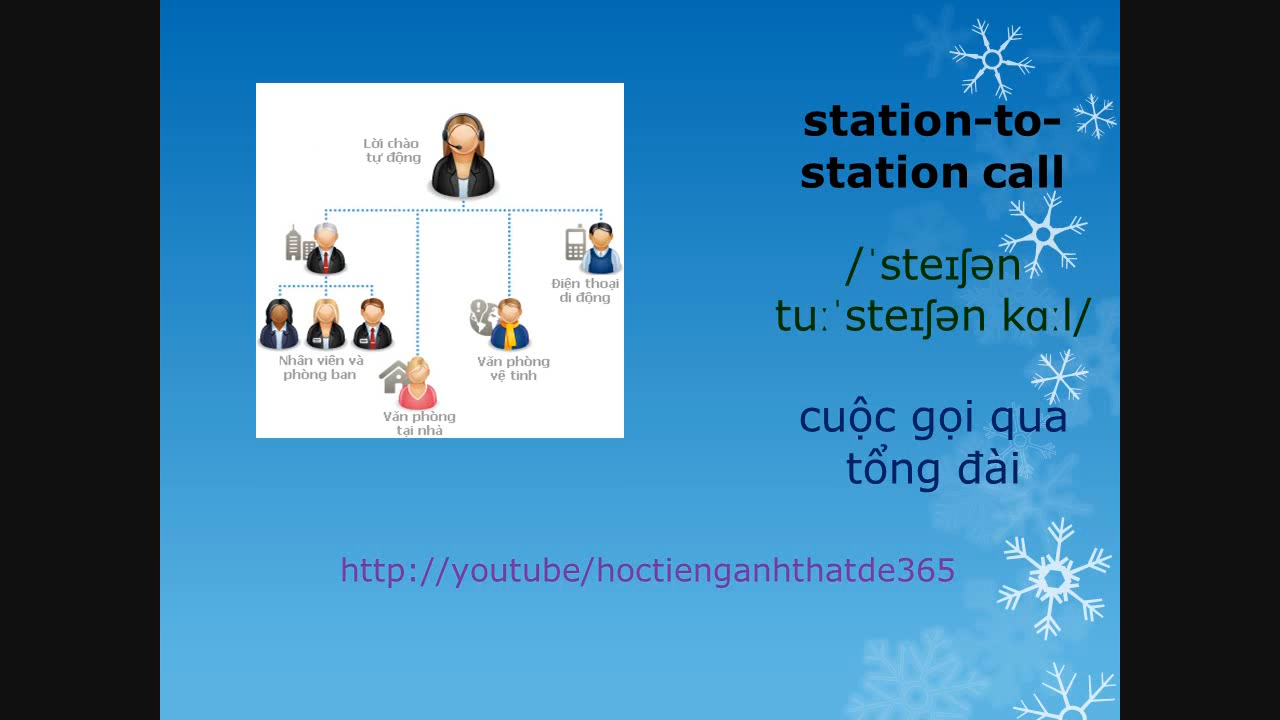 Lời chào
tự động
Điện thoại
di động
Nhân viên và
phòng ban
Văn phòng
vệ tinh
Văn phòng
tại nhà
station-to-
station call
/ˈsteɪʃən
tuːˈsteɪʃən kɑːl/
cuộc gọi qua
tổng đài
http://youtube/hoctienganhthatde365